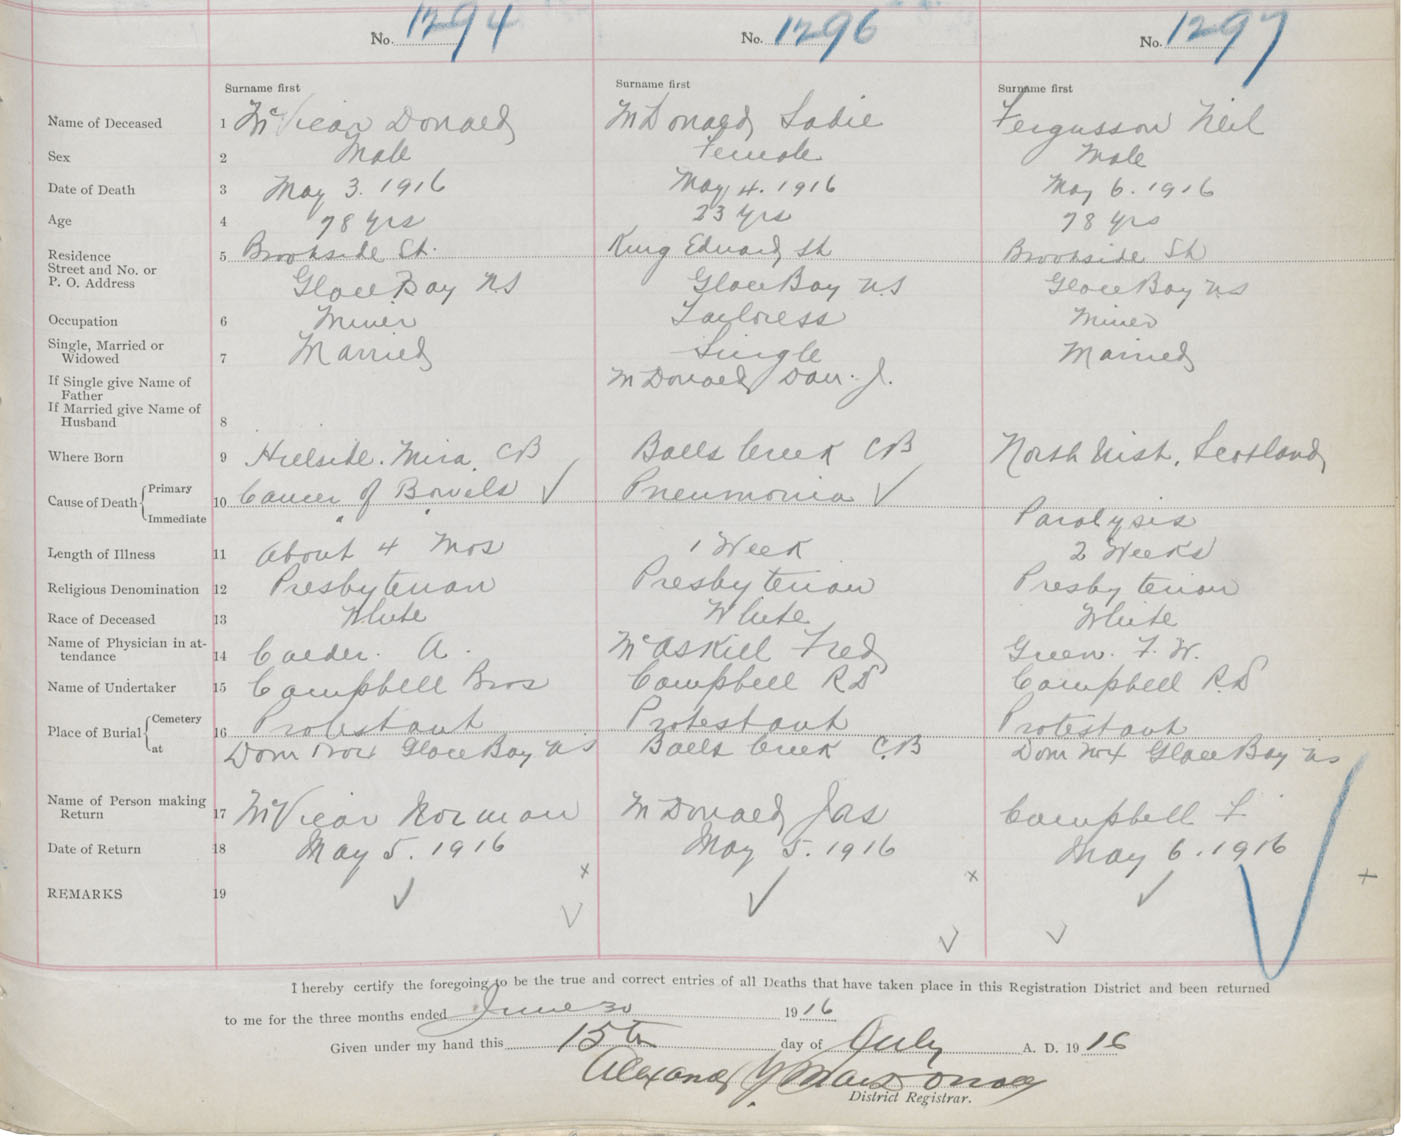 No. 1294 No. 1296 No. 1297
Surname first Surname first Surname first
Name of Deceased 1 McVicar Donald McDonald Sadie Fergusson Neil
Sex 2 Male Female Male
Date of Death 3 May 3. 1916 May 4. 1916 May 6. 1916
Age 4 78 yrs 23 yrs 78 yrs
Residence 5 Brookside St. King Edward St Brookside St
Street and No. or
P. O. Address Glace Bay NS Glace Bay NS Glace Bay NS
Occupation 6 Miner Tayloress Miner
Single, Married or
Widowed 7 Married Single Married
If Single give Name of McDonald Dan. J.
Father
If Married give Name of
Husband 8
Where Born 9 Hillside. Mira. CB Balls Creek CB North Uist, Scotland
Cause of Death Primary 10 Cancer of Bowels ✓ Pneumonia ✓
Immediate " " Paralysis
Length of Illness 11 About 4 Mos 1 Week 2 Weeks
Religious Denomination 12 Presbyterian Presbyterian Presbyterian
Race of Deceased 13 White White White
Name of Physician in at-
tendance 14 Calder. A. McAskill Fred Green. F. W.
Name of Undertaker 15 Campbell Bros Campbell RD Campbell R.D
Place of Burial Cemetery 16 Protestant Protestant Protestant
at Dom No 4 Glace Bay NS Balls Creek C.B Dom No 4 Glace Bay NS
Name of Person making
Return 17 McVicar Norman McDonald Jas Campbell F.
Date of Return 18 May 5. 1916 May 5. 1916 May 6. 1916
REMARKS 19 ✓ ✓ ✓
I hereby certify the foregoing to be the true and correct entries of all Deaths that have taken place in this Registration District and been returned
to me for the three months ended June 30 1916
Given under my hand this 15th day of July A. D. 1916
Alexander J MacDonald
District Registrar.